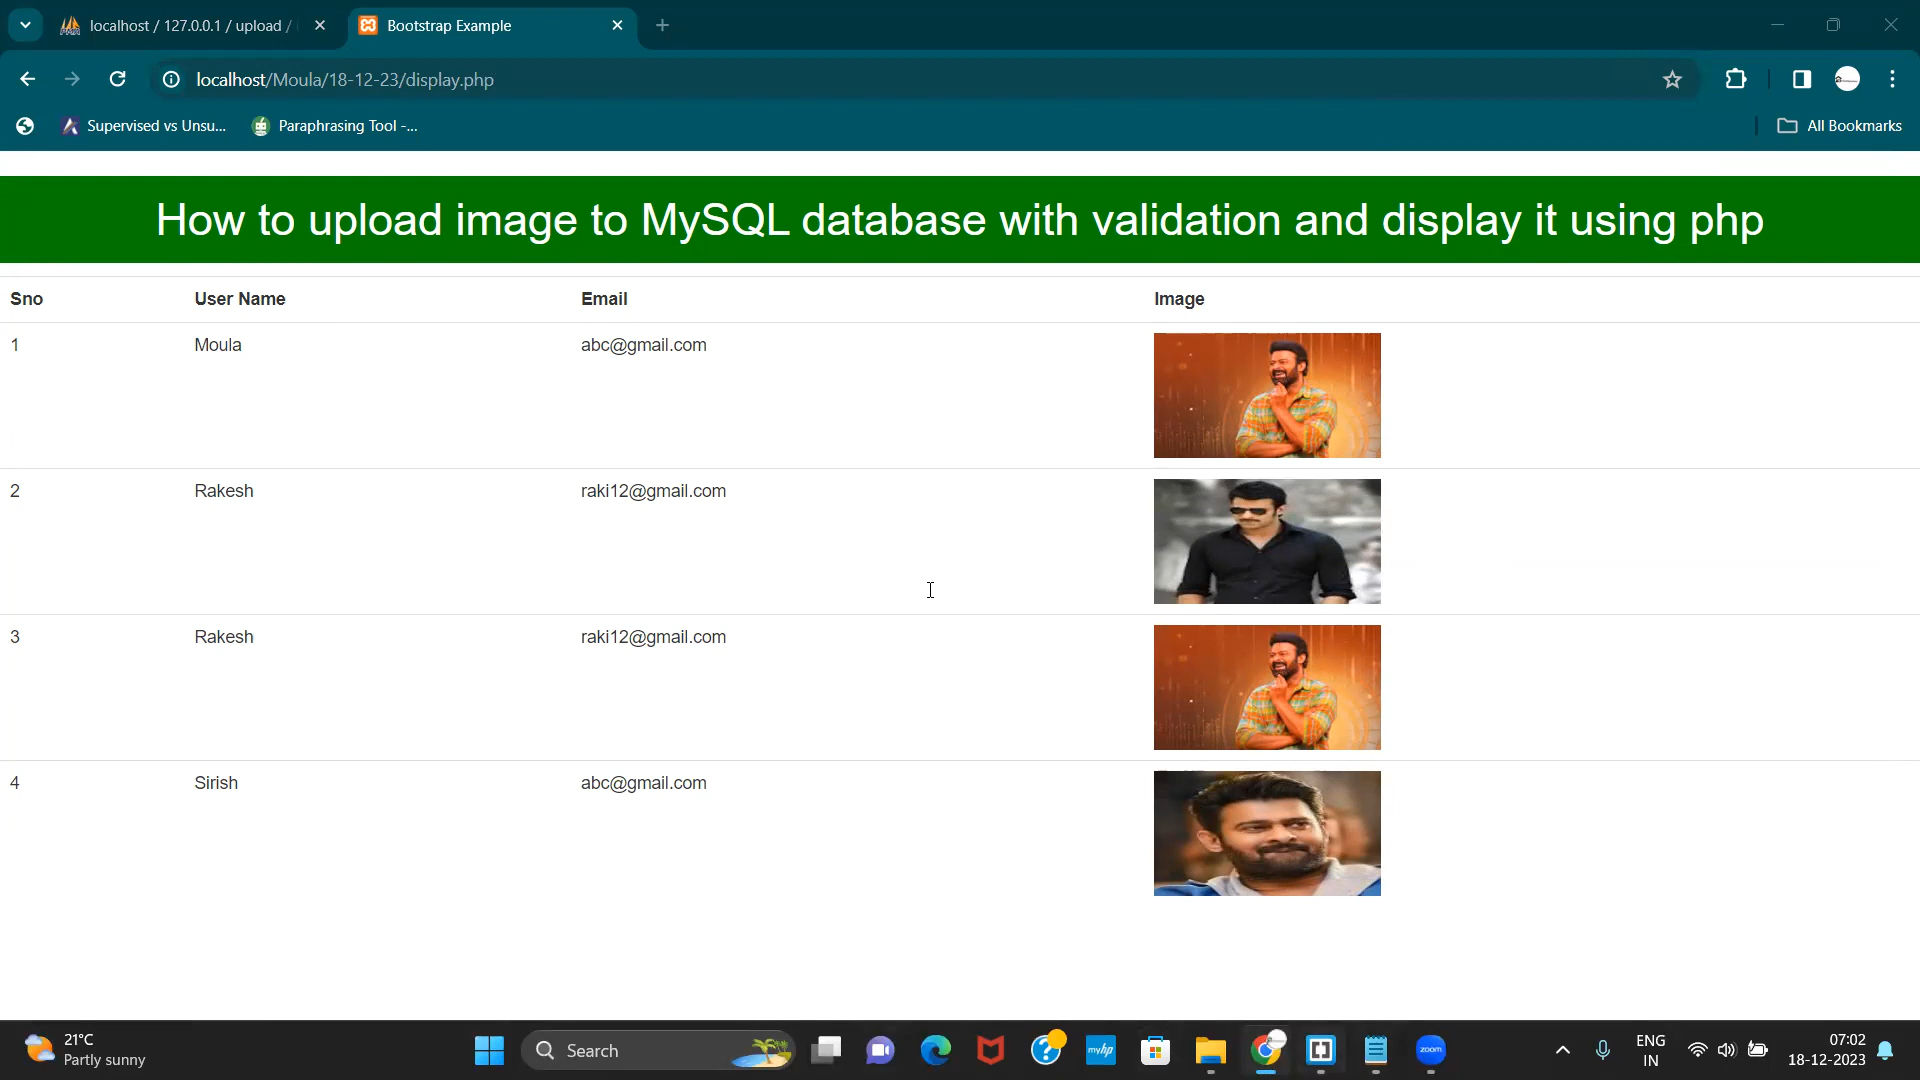 localhost / 127.0.0.1 / upload /
Bootstrap Example
localhost/Moula/18-12-23/display.php
Supervised vs Unsu...
Paraphrasing Tool -...
All Bookmarks
How to upload image to MySQL database with validation and display it using php
Sno User Name Email Image
1 Moula abc@gmail.com
2 Rakesh raki12@gmail.com
3 Rakesh raki12@gmail.com
4 Sirish abc@gmail.com
21°C
Partly sunny
Search
myhp
zoom
ENG
IN
07:02
18-12-2023